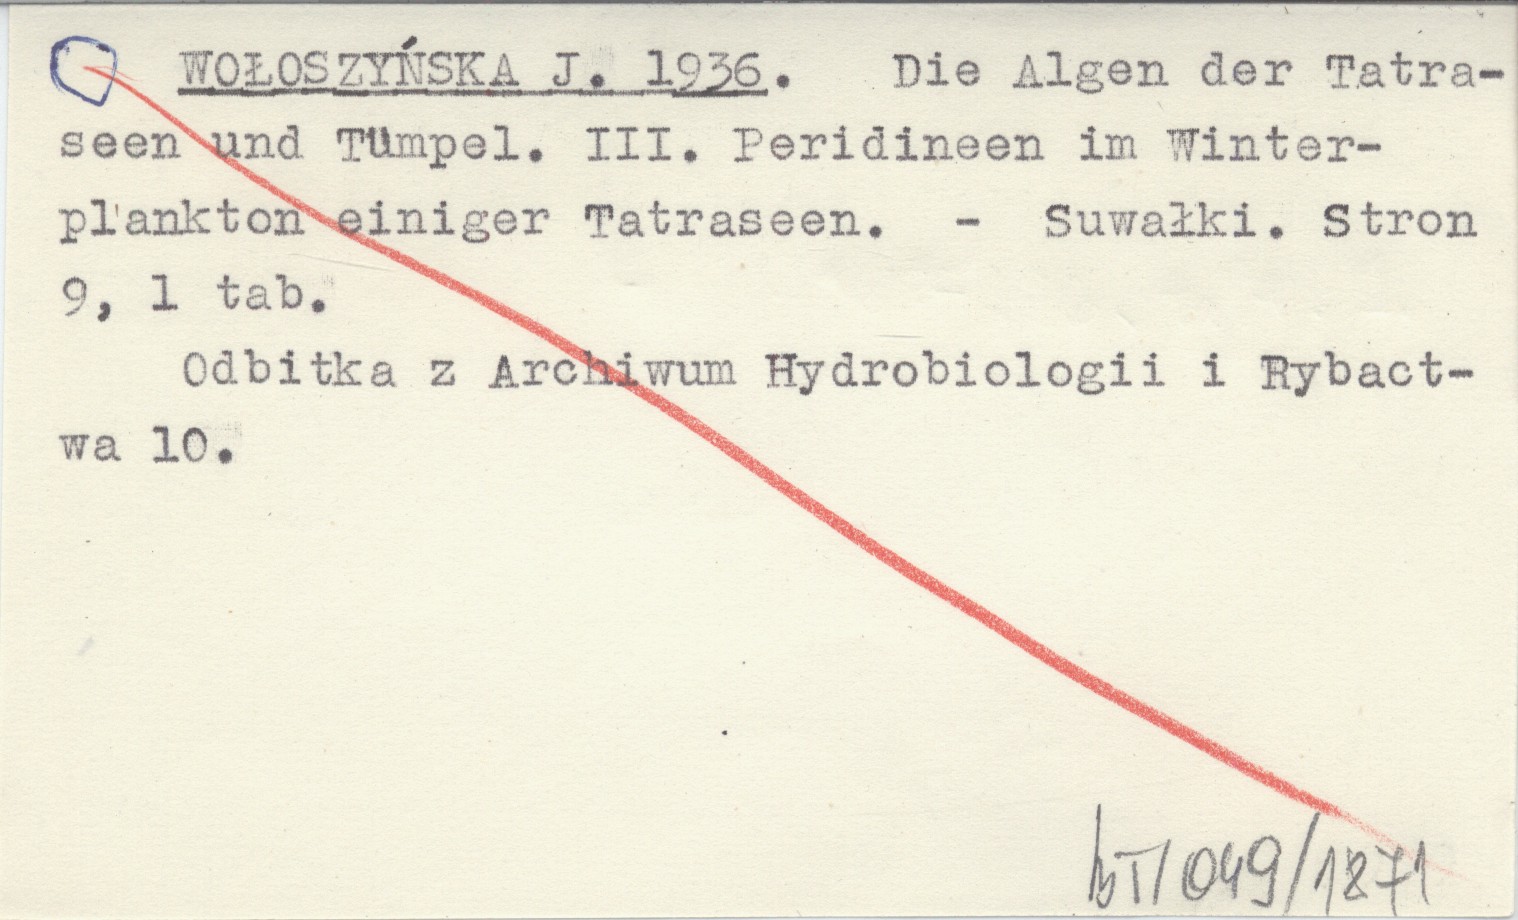 WOŁOSZYŃSKA J. 1936. Die Algen der Tatra-
seen und Tümpel. III. Peridineen im Winter-
plankton einiger Tatraseen. - Suwałki. Stron
9, 1 tab.
Odbitka z Archiwum Hydrobiologii i Rybact-
wa 10.
bT/049/1871